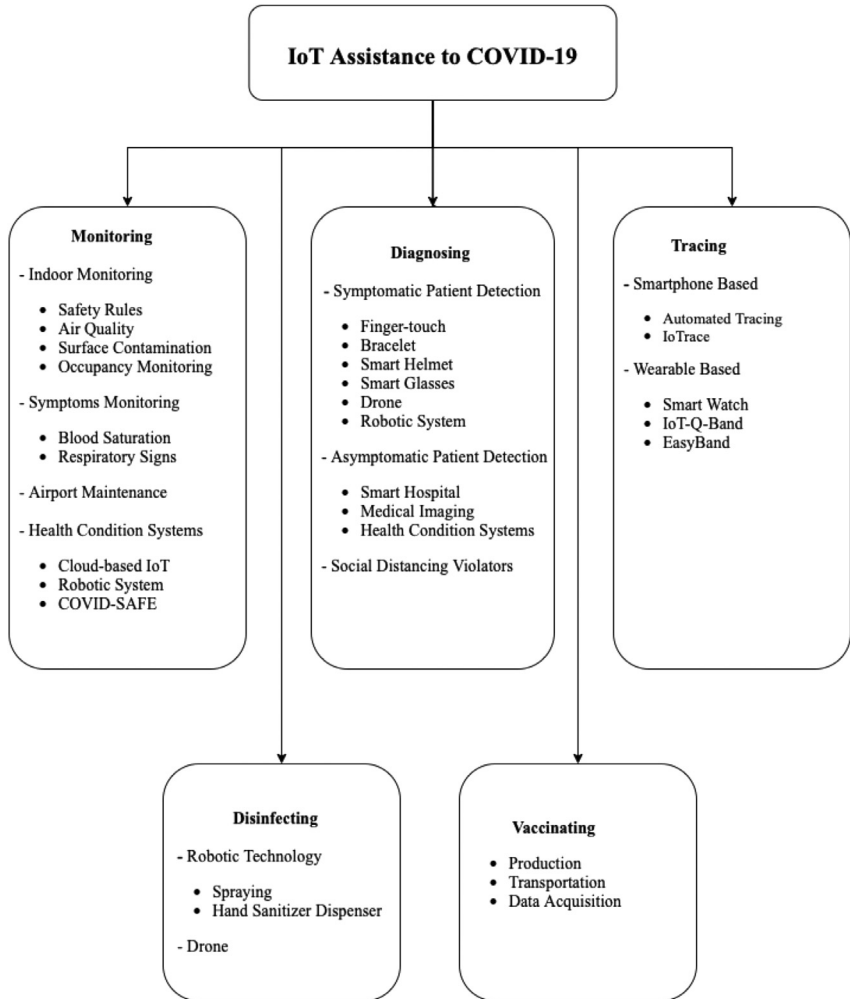 IoT Assistance to COVID-19
Monitoring
- Indoor Monitoring
• Safety Rules
• Air Quality
• Surface Contamination
• Occupancy Monitoring
- Symptoms Monitoring
• Blood Saturation
• Respiratory Signs
- Airport Maintenance
- Health Condition Systems
• Cloud-based IoT
• Robotic System
• COVID-SAFE
Diagnosing
- Symptomatic Patient Detection
• Finger-touch
• Bracelet
• Smart Helmet
• Smart Glasses
• Drone
• Robotic System
- Asymptomatic Patient Detection
• Smart Hospital
• Medical Imaging
• Health Condition Systems
- Social Distancing Violators
Tracing
- Smartphone Based
• Automated Tracing
• IoTrace
- Wearable Based
• Smart Watch
• IoT-Q-Band
• EasyBand
Disinfecting
- Robotic Technology
• Spraying
• Hand Sanitizer Dispenser
- Drone
Vaccinating
• Production
• Transportation
• Data Acquisition